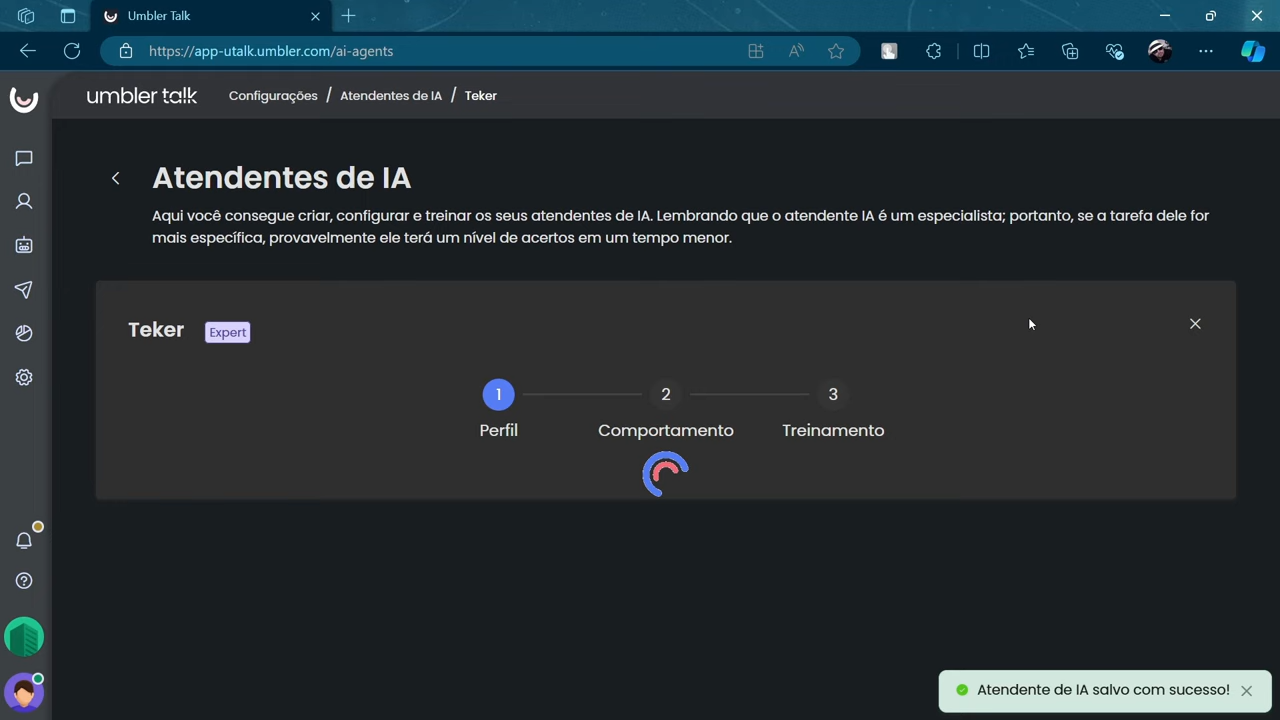 Umbler Talk
https://app-utalk.umbler.com/ai-agents
umbler talk
Configurações / Atendentes de IA / Teker
Atendentes de IA
Aqui você consegue criar, configurar e treinar os seus atendentes de IA. Lembrando que o atendente IA é um especialista; portanto, se a tarefa dele for
mais específica, provavelmente ele terá um nível de acertos em um tempo menor.
Teker Expert
1 2 3
Perfil Comportamento Treinamento
Atendente de IA salvo com sucesso!